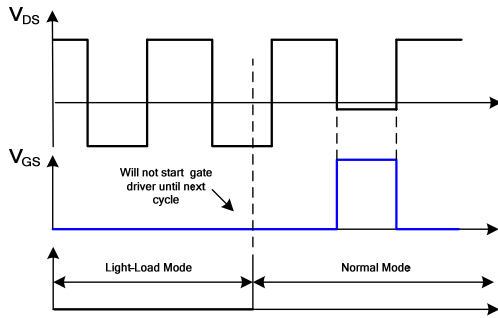 VDS
VGS
Will not start gate
driver until next
cycle
Light-Load Mode
Normal Mode